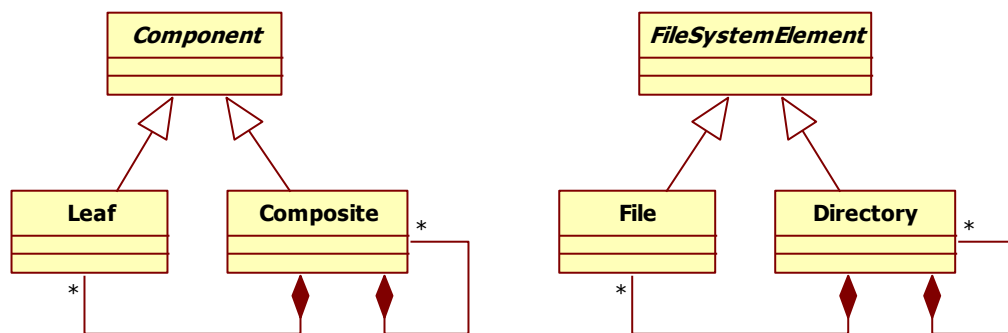 Component
FileSystemElement
Leaf
Composite
File
Directory
*
*
*
*